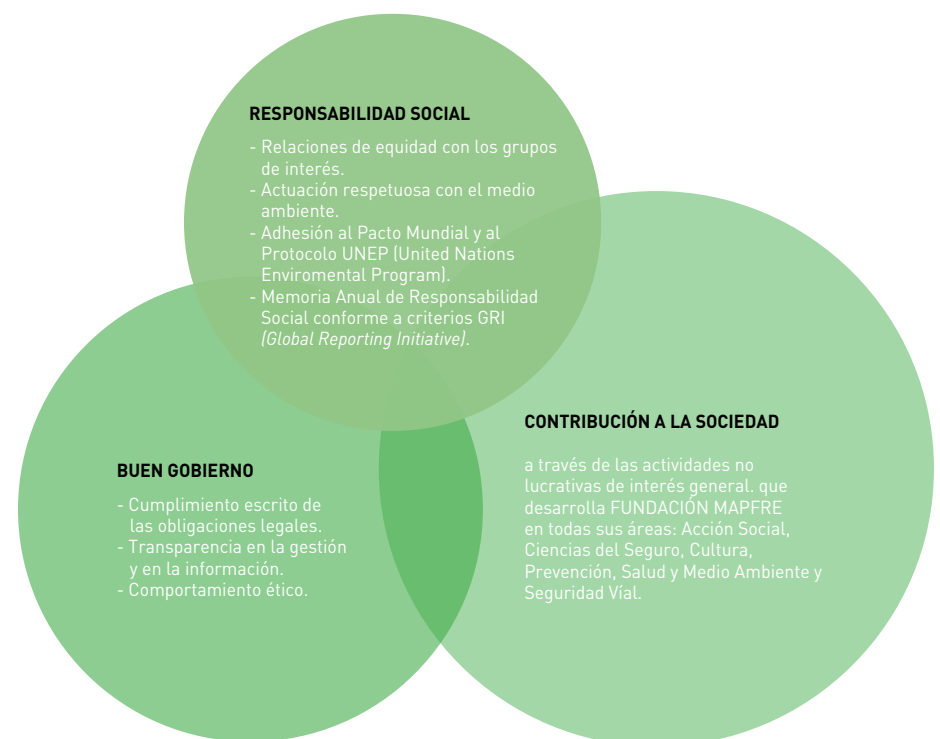 RESPONSABILIDAD SOCIAL
- Relaciones de equidad con los grupos
de interés.
- Actuación respetuosa con el medio
ambiente.
- Adhesión al Pacto Mundial y al
Protocolo UNEP (United Nations
Enviromental Program).
- Memoria Anual de Responsabilidad
Social conforme a criterios GRI
(Global Reporting Initiative).
BUEN GOBIERNO
- Cumplimiento escrito de
las obligaciones legales.
- Transparencia en la gestión
y en la información.
- Comportamiento ético.
CONTRIBUCIÓN A LA SOCIEDAD
a través de las actividades no
lucrativas de interés general. que
desarrolla FUNDACIÓN MAPFRE
en todas sus áreas: Acción Social,
Ciencias del Seguro, Cultura,
Prevención, Salud y Medio Ambiente y
Seguridad Víal.